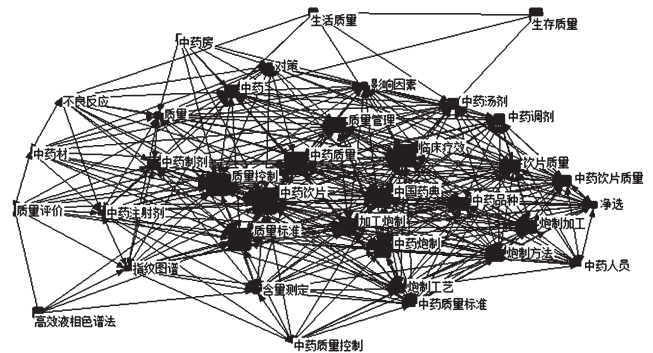 生活质量
生存质量
中药房
对策
影响因素
中药
不良反应
质量
中药汤剂
中药调剂
质量管理
中药材
中药制剂
中药质量
临床疗效
饮片质量
质量控制
中药饮片质量
中药饮片
中国药典
中药品种
净选
质量评价
中药注射剂
加工炮制
炮制加工
质量标准
中药炮制
炮制方法
中药人员
指纹图谱
含量测定
炮制工艺
中药质量标准
高效液相色谱法
中药质量控制